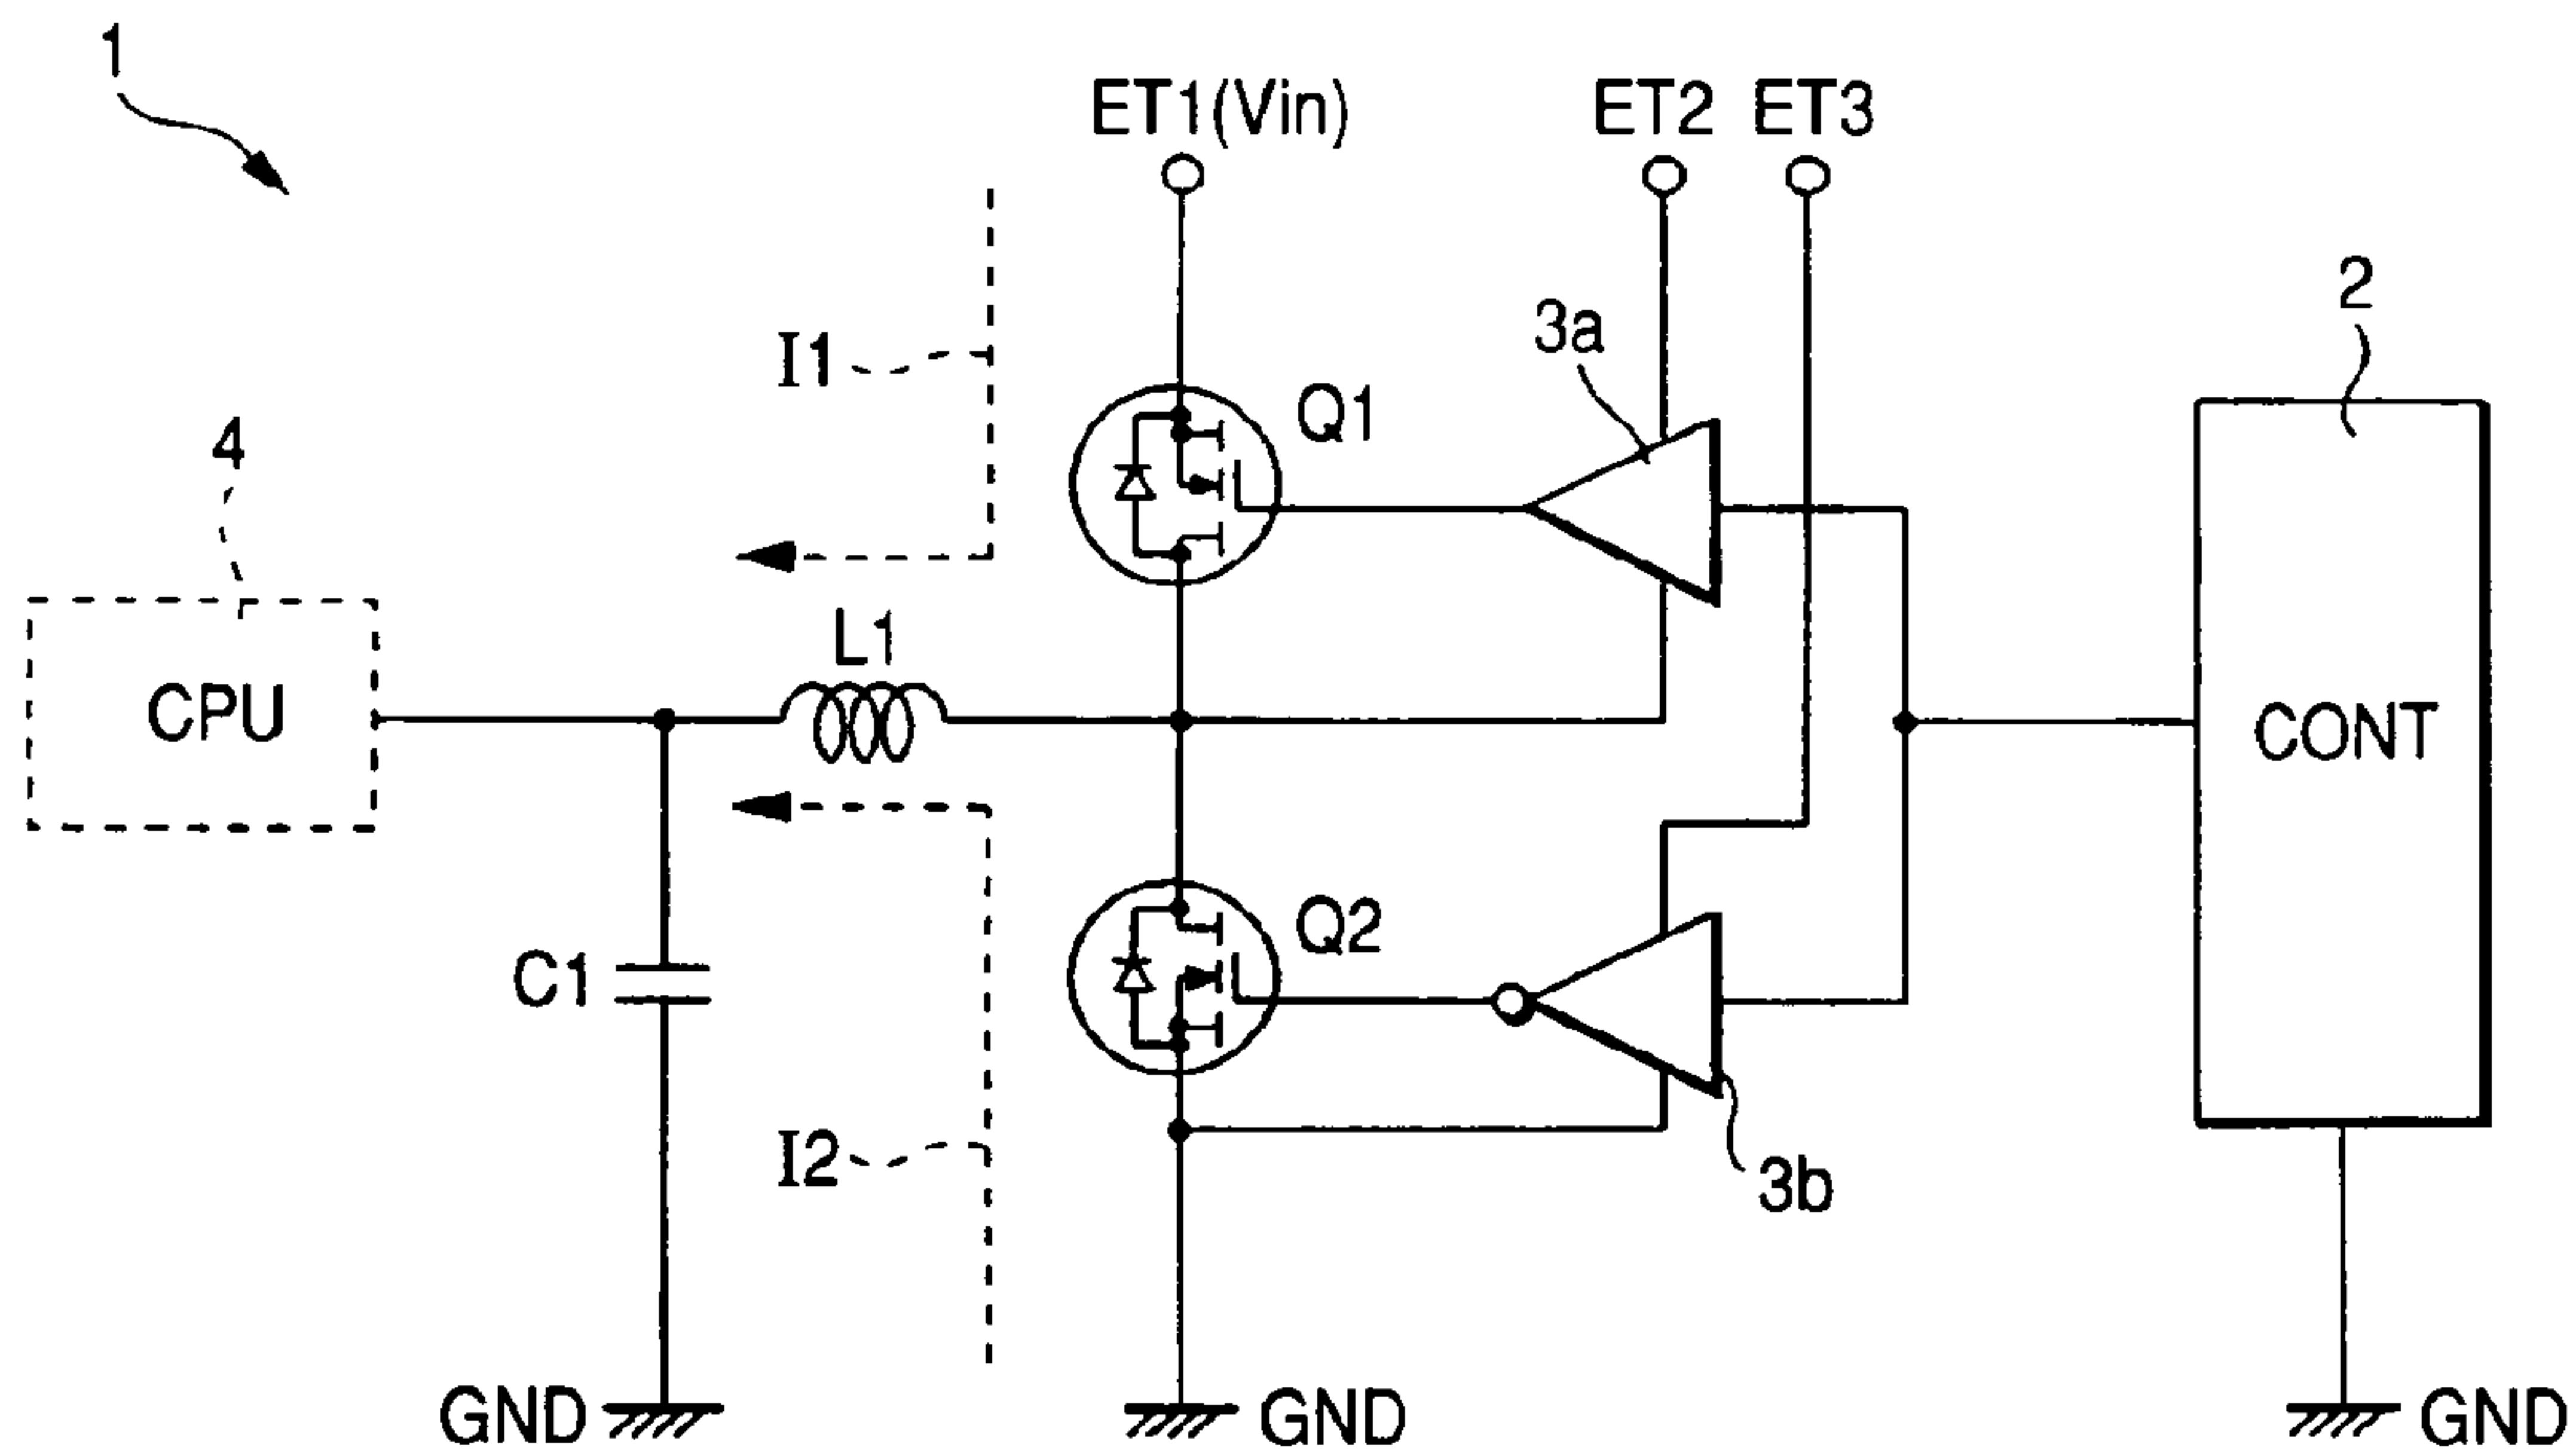 1
ET1(Vin)
ET2
ET3
I1
3a
2
Q1
4
L1
CPU
CONT
Q2
C1
I2
3b
GND
GND
GND